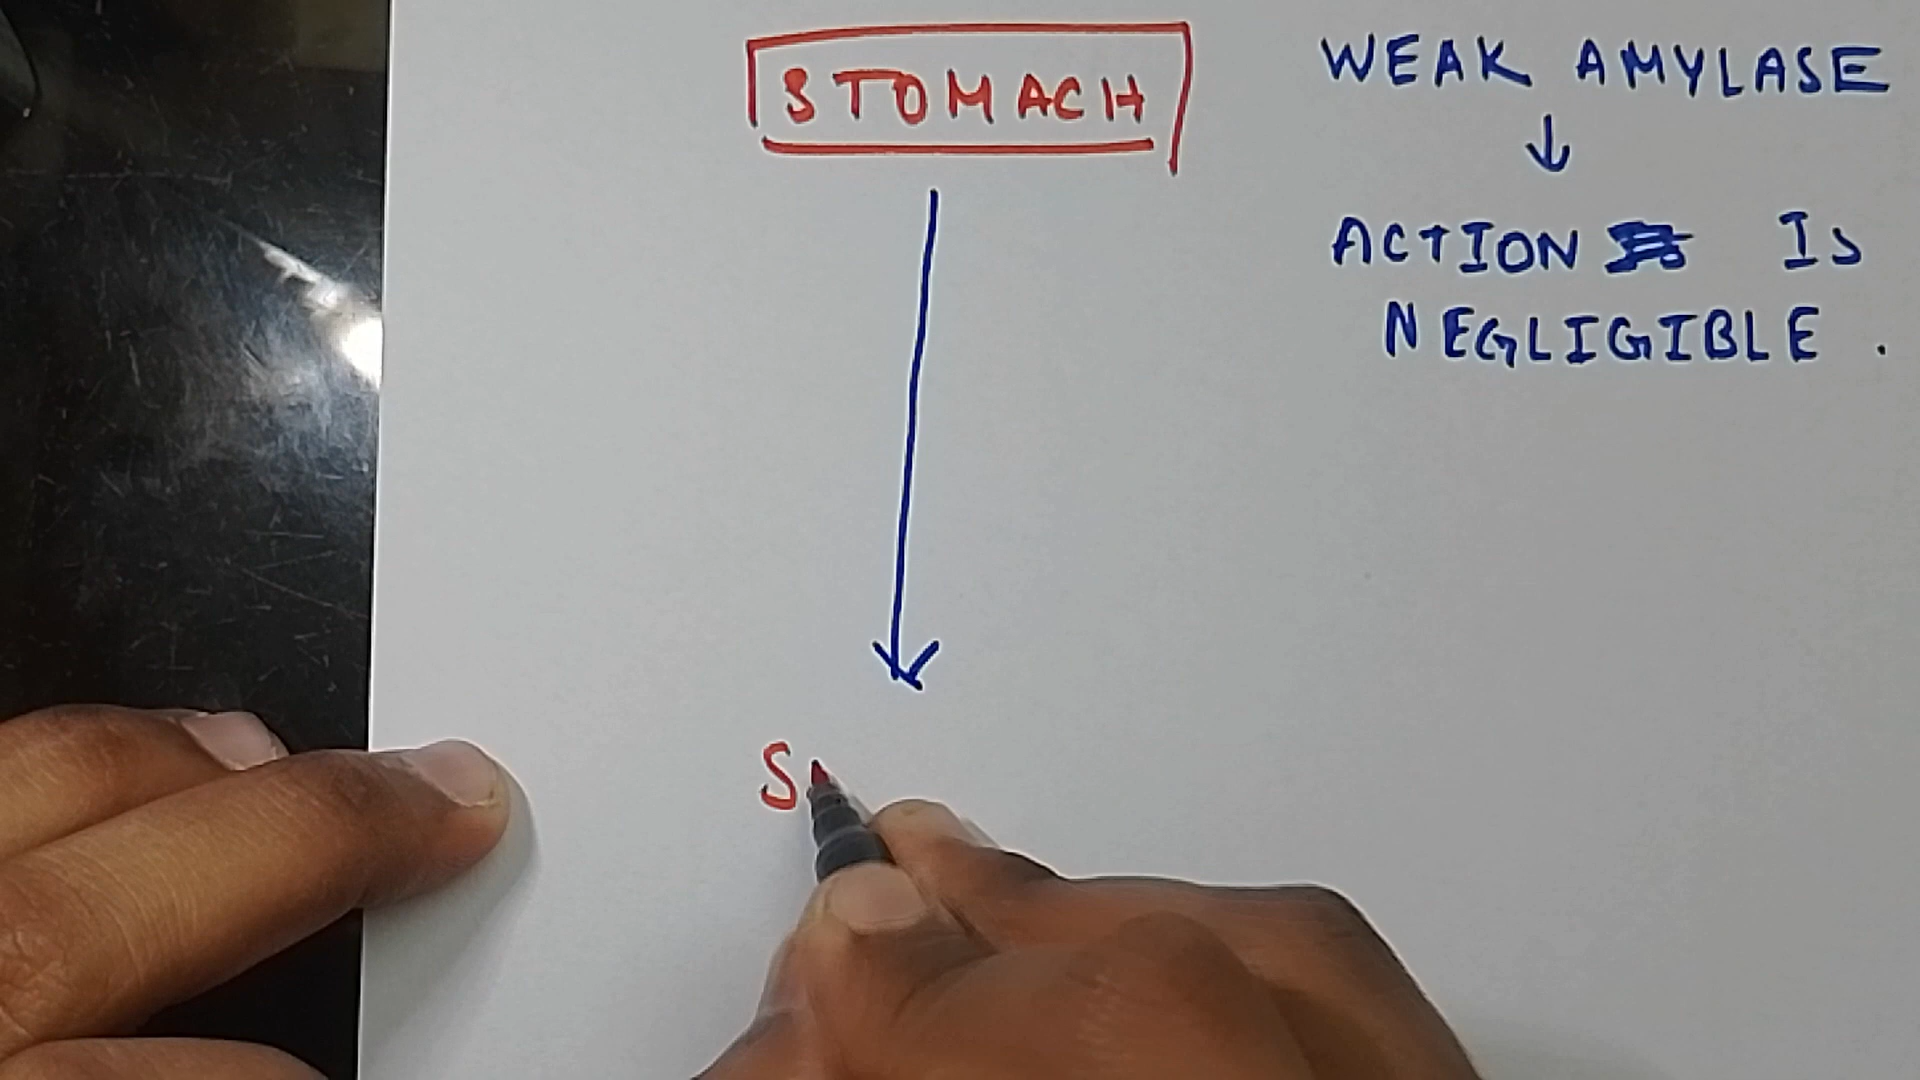 STOMACH
WEAK AMYLASE
ACTION IS
NEGLIGIBLE .
S